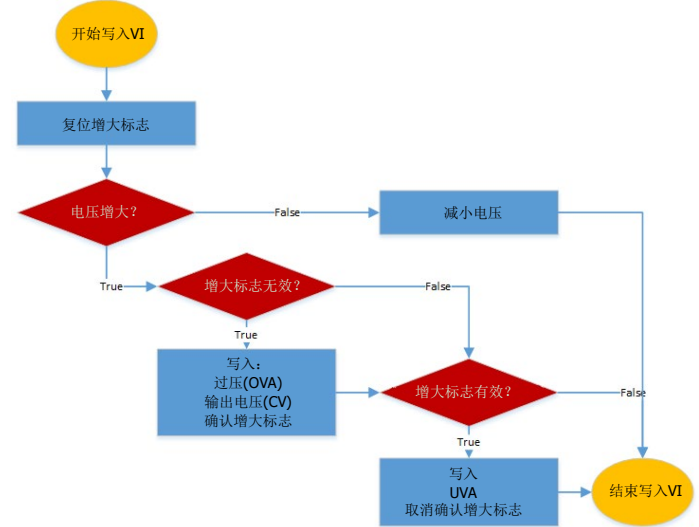 开始写入VI
复位增大标志
电压增大？
False
减小电压
True
增大标志无效？
False
True
写入：
过压(OVA)
输出电压(CV)
确认增大标志
增大标志有效？
False
True
写入
UVA
取消确认增大标志
结束写入VI